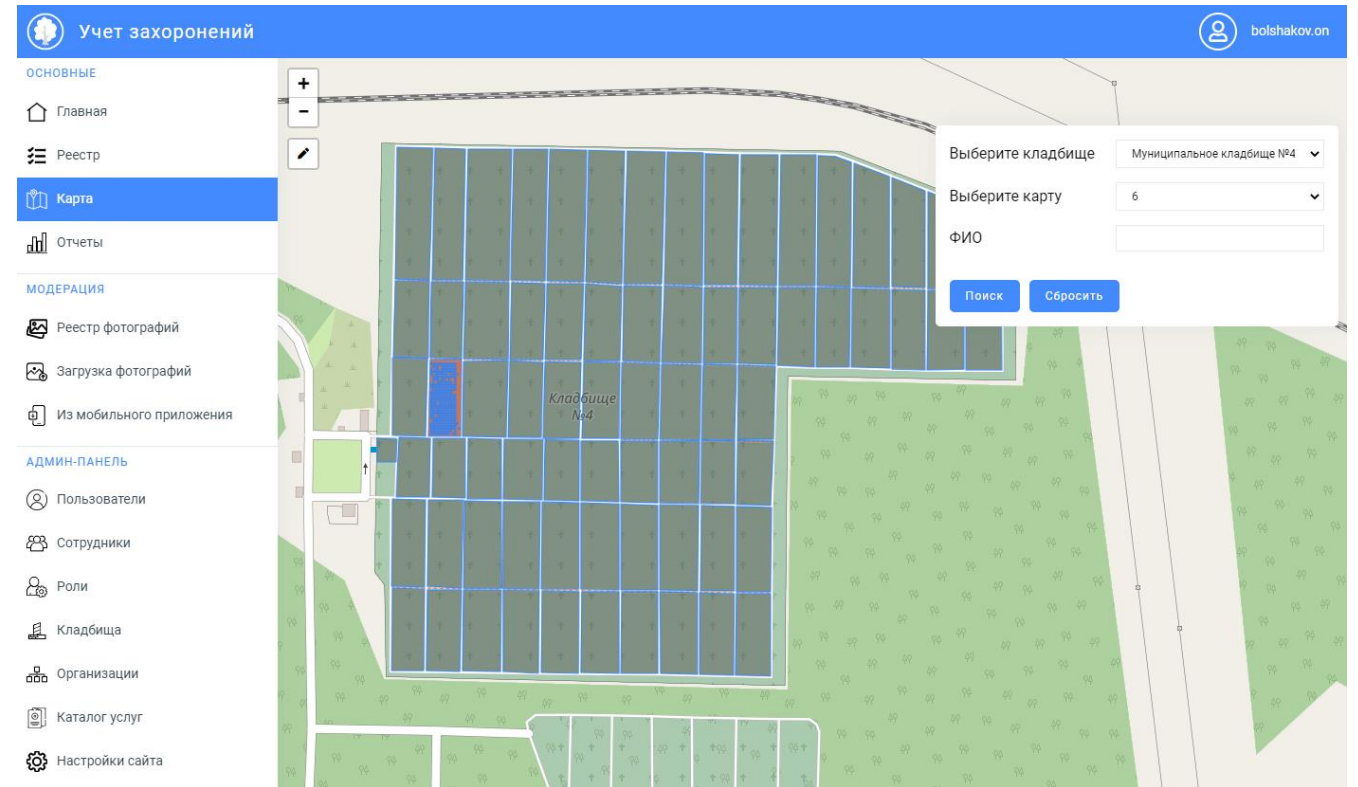 Учет захоронений
bolshakov.on
ОСНОВНЫЕ
Главная
Реестр
Карта
Отчеты
МОДЕРАЦИЯ
Реестр фотографий
Загрузка фотографий
Из мобильного приложения
АДМИН-ПАНЕЛЬ
Пользователи
Сотрудники
Роли
Кладбища
Организации
Каталог услуг
Настройки сайта
+
−
Кладбище
№4
Выберите кладбище
Муниципальное кладбище №4
Выберите карту
6
ФИО
Поиск
Сбросить